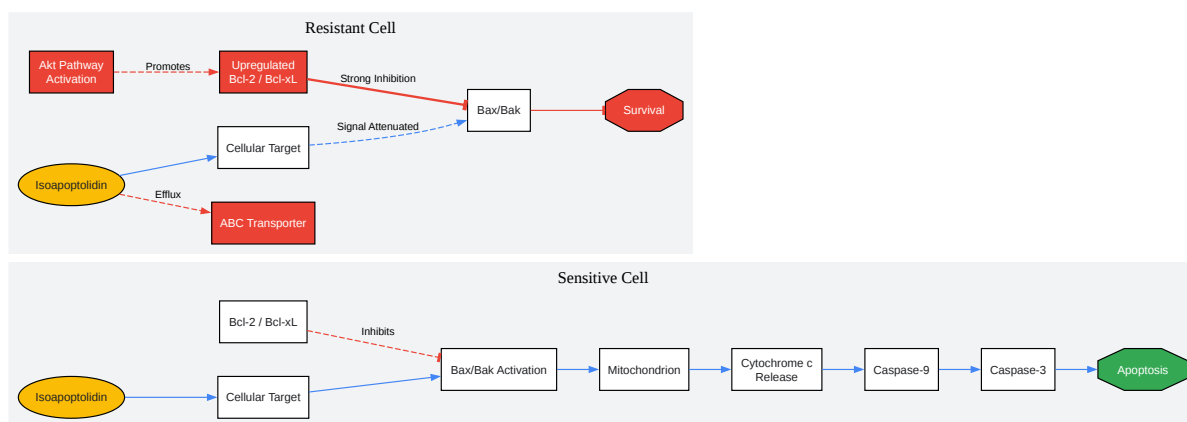 Resistant Cell
Akt Pathway
Activation
Promotes
Upregulated
Bcl-2 / Bcl-xL
Strong Inhibition
Bax/Bak
Survival
Signal Attenuated
Cellular Target
Isoapoptolidin
Efflux
ABC Transporter
Sensitive Cell
Bcl-2 / Bcl-xL
Inhibits
Bax/Bak Activation
Mitochondrion
Cytochrome c
Release
Caspase-9
Caspase-3
Apoptosis
Isoapoptolidin
Cellular Target